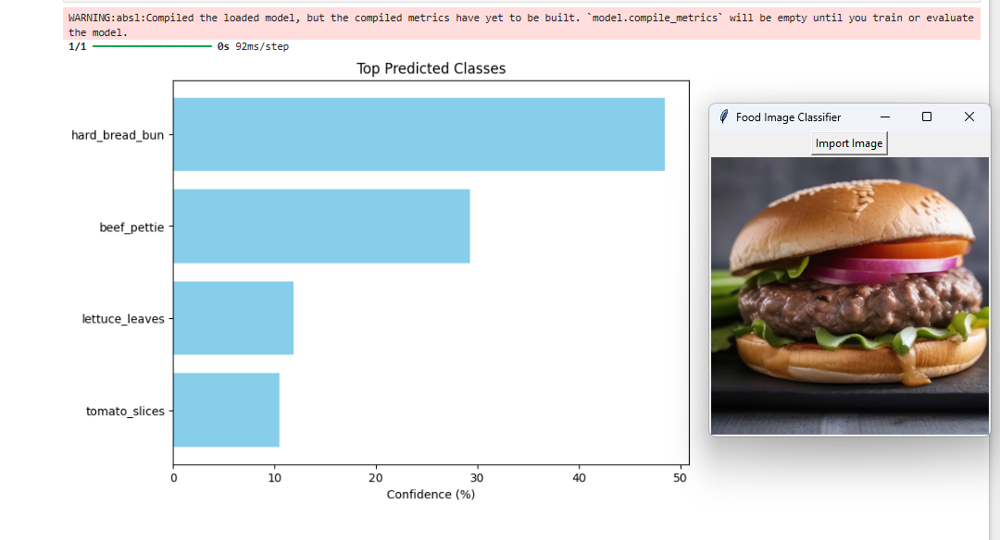 WARNING:absl:Compiled the loaded model, but the compiled metrics have yet to be built. `model.compile_metrics` will be empty until you train or evaluate
the model.
1/1 0s 92ms/step
Top Predicted Classes
hard_bread_bun
beef_pettie
lettuce_leaves
tomato_slices
0 10 20 30 40 50
Confidence (%)
Food Image Classifier
Import Image